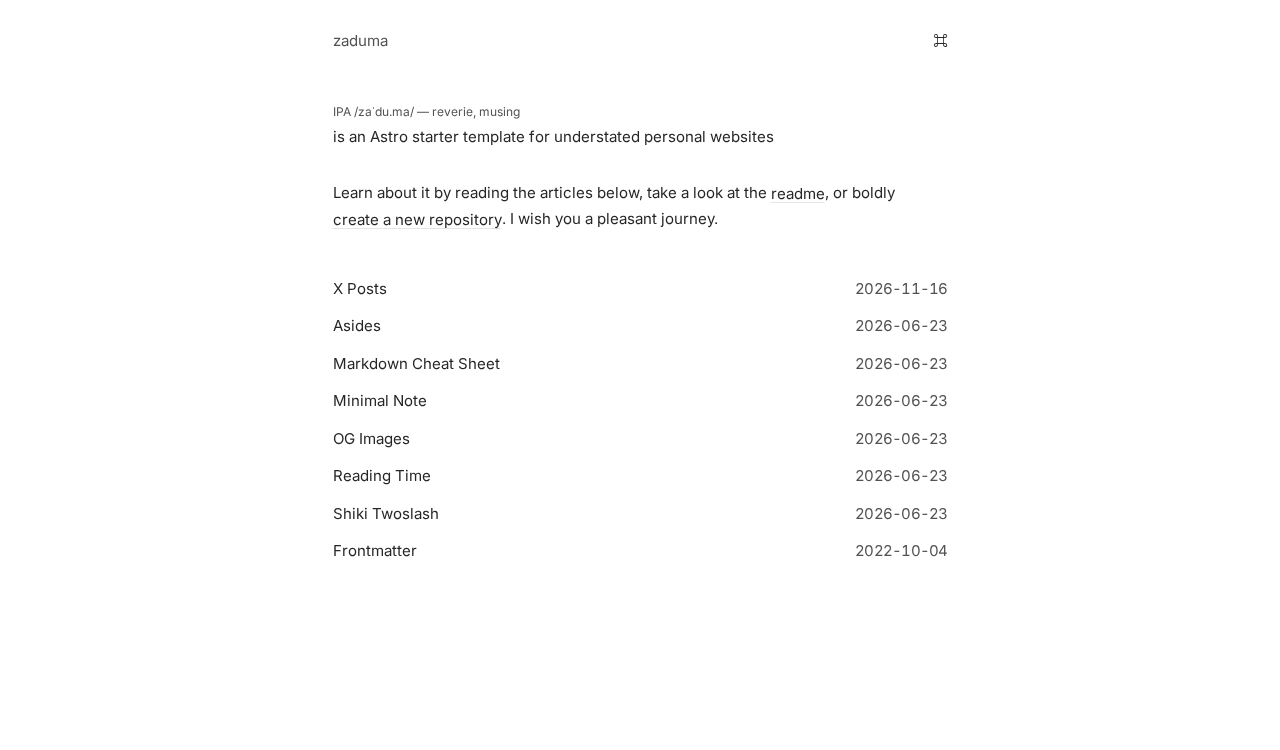 zaduma ⌘
IPA /zaˈdu.ma/ — reverie, musing
is an Astro starter template for understated personal websites
Learn about it by reading the articles below, take a look at the readme, or boldly
create a new repository. I wish you a pleasant journey.
X Posts 2026-11-16
Asides 2026-06-23
Markdown Cheat Sheet 2026-06-23
Minimal Note 2026-06-23
OG Images 2026-06-23
Reading Time 2026-06-23
Shiki Twoslash 2026-06-23
Frontmatter 2022-10-04